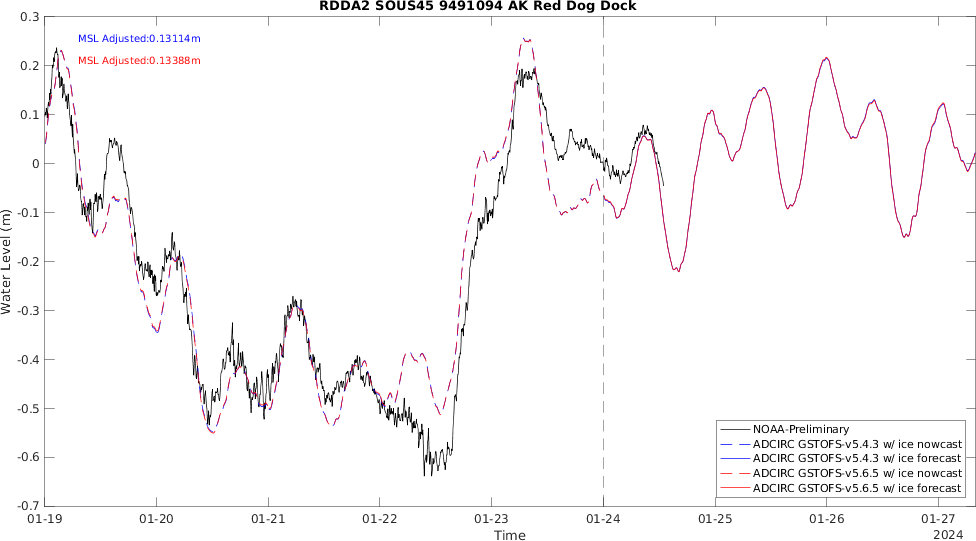 RDDA2 SOUS45 9491094 AK Red Dog Dock
MSL Adjusted:0.13114m
MSL Adjusted:0.13388m
0.3
0.2
0.1
0
-0.1
-0.2
-0.3
-0.4
-0.5
-0.6
-0.7
Water Level (m)
NOAA-Preliminary
ADCIRC GSTOFS-v5.4.3 w/ ice nowcast
ADCIRC GSTOFS-v5.4.3 w/ ice forecast
ADCIRC GSTOFS-v5.6.5 w/ ice nowcast
ADCIRC GSTOFS-v5.6.5 w/ ice forecast
01-19 01-20 01-21 01-22 01-23 01-24 01-25 01-26 01-27
Time
2024